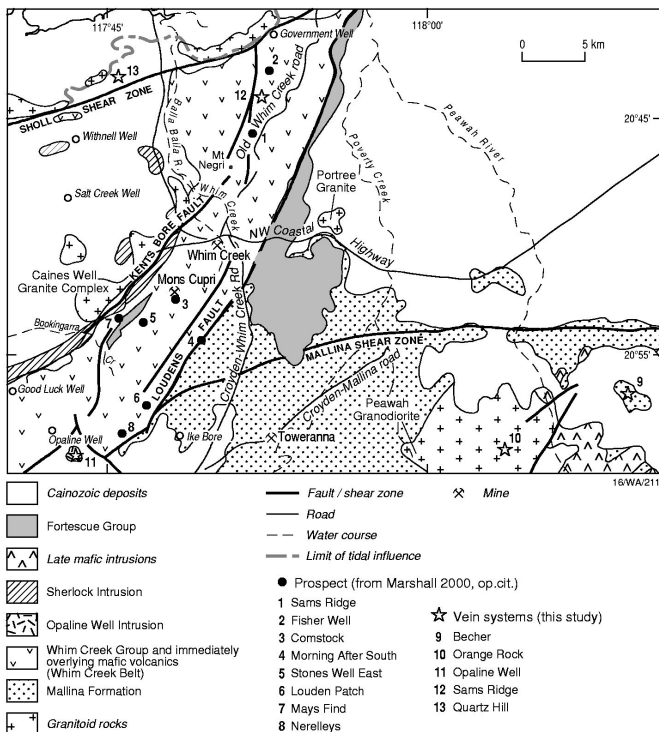 117°45'
118°00'
Government Well
0 5 km
2
13
12
SHOLL SHEAR ZONE
Balla Balla R.
Old Whim Creek road
1
20°45'
Withnell Well
Mt
Negri
Peawah River
Poverty Creek
Salt Creek Well
Whim Creek
Portree
Granite
KENTS BORE FAULT
NW Coastal Highway
Whim Creek
Caines Well
Granite Complex
Mons Cupri
3
Bookingarra
Cr.
7
5
4
LOUDENS FAULT
Croyden-Whim Creek Rd
MALLINA SHEAR ZONE
20°55'
Croyden-Mallina road
Good Luck Well
6
Peawah
Granodiorite
9
8
Ike Bore
Toweranna
10
Opaline Well
11
16/WA/211
Cainozoic deposits
Fortescue Group
Late mafic intrusions
Sherlock Intrusion
Opaline Well Intrusion
Whim Creek Group and immediately
overlying mafic volcanics
(Whim Creek Belt)
Mallina Formation
Granitoid rocks
Fault / shear zone
Road
Water course
Limit of tidal influence
Prospect (from Marshall 2000, op.cit.)
1 Sams Ridge
2 Fisher Well
3 Comstock
4 Morning After South
5 Stones Well East
6 Louden Patch
7 Mays Find
8 Nerelleys
Mine
Vein systems (this study)
9 Becher
10 Orange Rock
11 Opaline Well
12 Sams Ridge
13 Quartz Hill